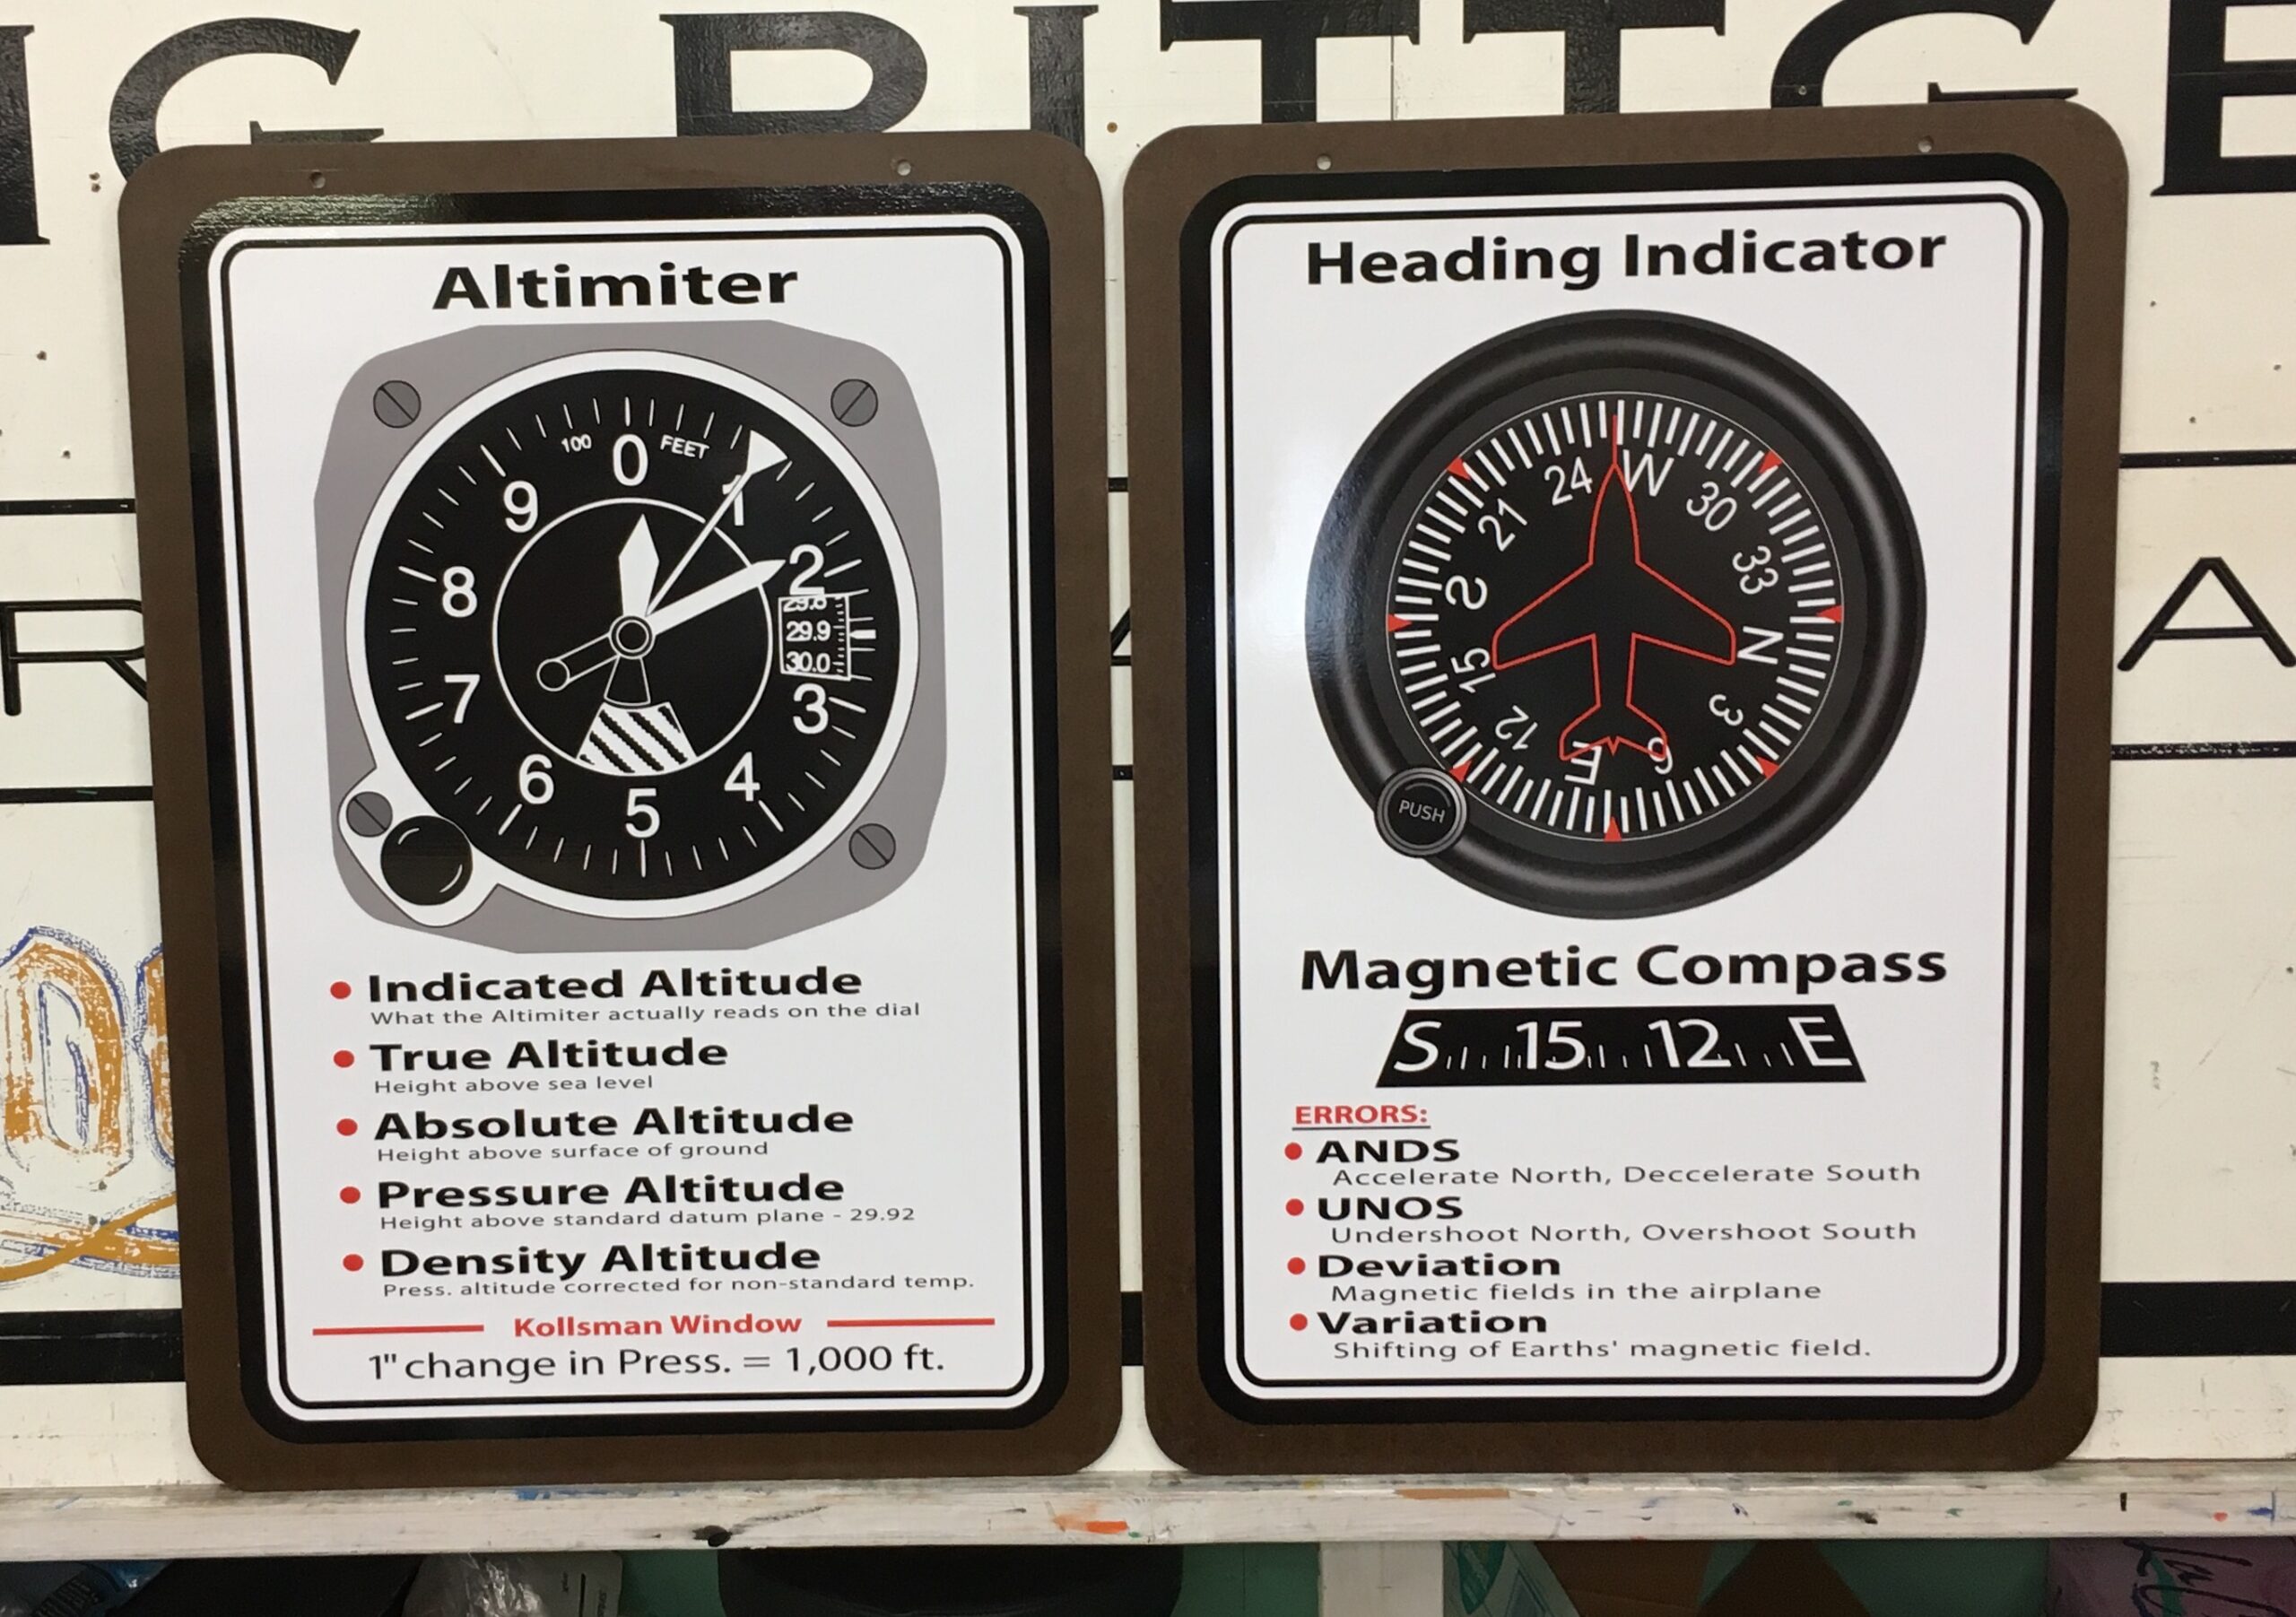 Altimiter
100 FEET
0
1
2
3
4
5
6
7
8
9
29.8
29.9
30.0
Indicated Altitude
What the Altimiter actually reads on the dial
True Altitude
Height above sea level
Absolute Altitude
Height above surface of ground
Pressure Altitude
Height above standard datum plane - 29.92
Density Altitude
Press. altitude corrected for non-standard temp.
Kollsman Window
1" change in Press. = 1,000 ft.
Heading Indicator
W
30
33
N
3
6
E
12
15
S
21
24
PUSH
Magnetic Compass
S 15 12 E
ERRORS:
ANDS
Accelerate North, Deccelerate South
UNOS
Undershoot North, Overshoot South
Deviation
Magnetic fields in the airplane
Variation
Shifting of Earths' magnetic field.